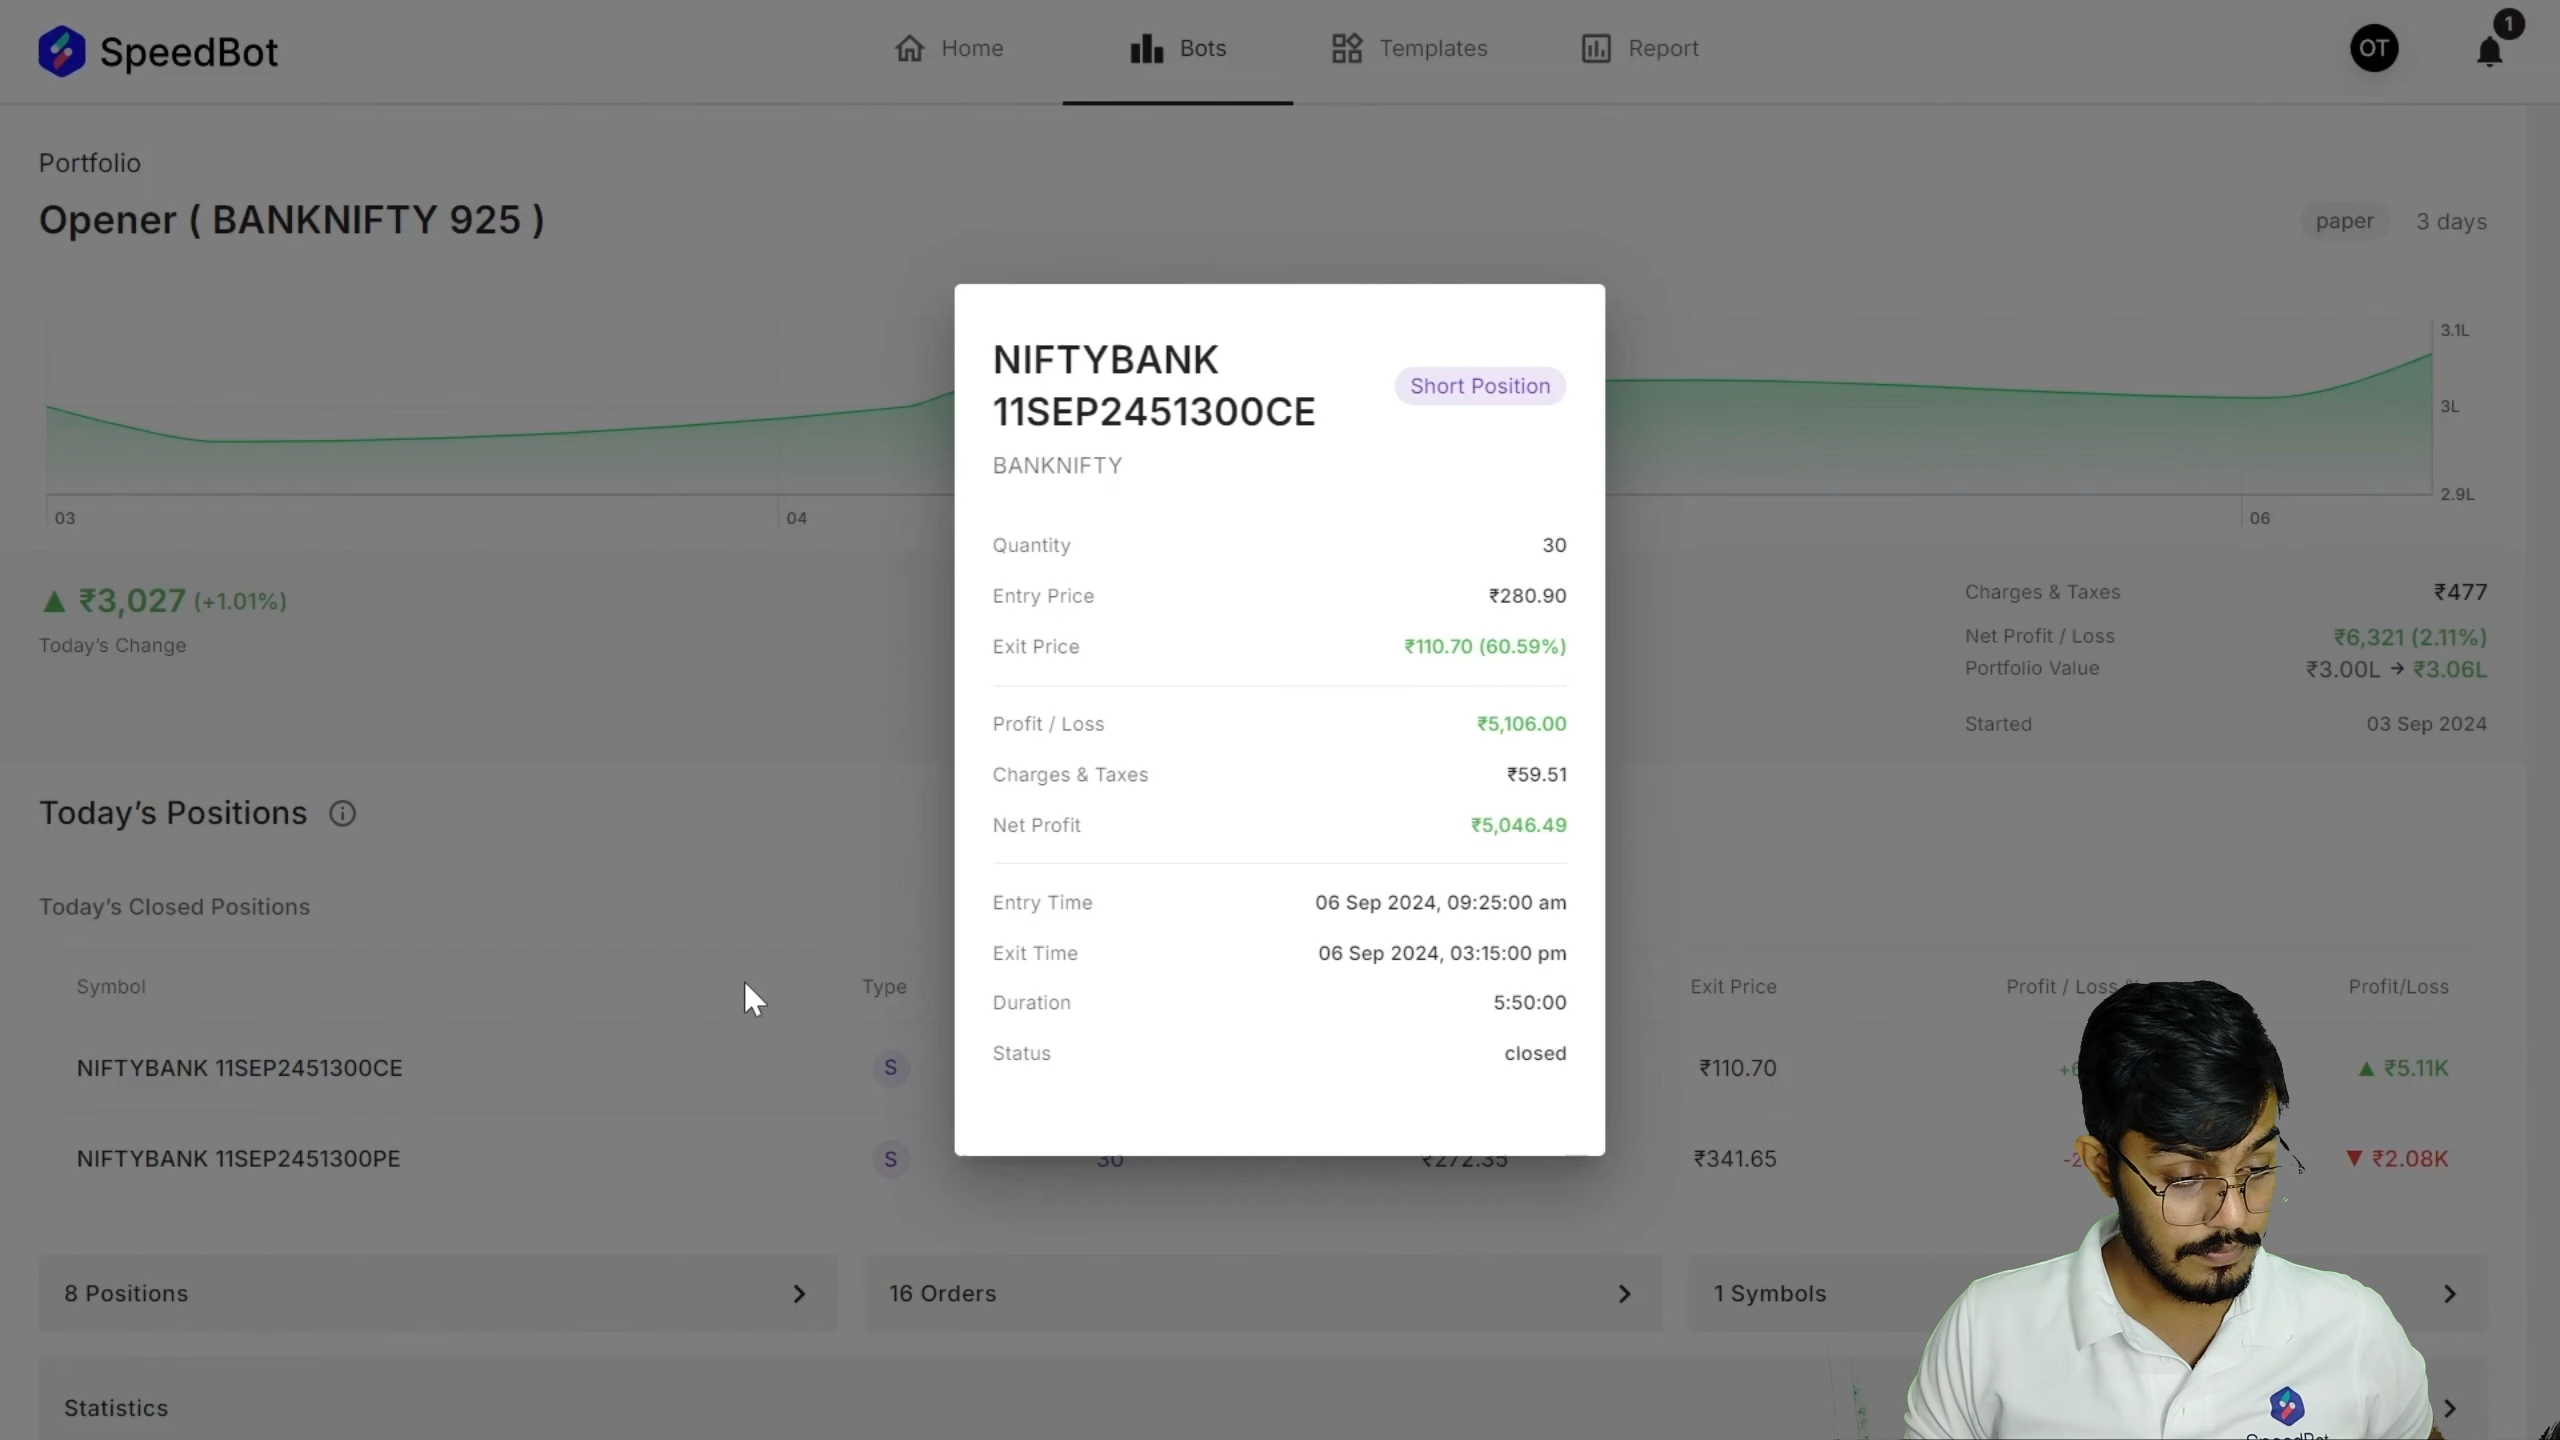 SpeedBot
Home
Bots
Templates
Report
OT
1
Portfolio
Opener ( BANKNIFTY 925 )
paper
3 days
3.1L
3L
2.9L
03
04
06
▲ ₹3,027 (+1.01%)
Today's Change
Charges & Taxes ₹477
Net Profit / Loss ₹6,321 (2.11%)
Portfolio Value ₹3.00L → ₹3.06L
Started 03 Sep 2024
NIFTYBANK
11SEP2451300CE
Short Position
BANKNIFTY
Quantity 30
Entry Price ₹280.90
Exit Price ₹110.70 (60.59%)
Profit / Loss ₹5,106.00
Charges & Taxes ₹59.51
Net Profit ₹5,046.49
Entry Time 06 Sep 2024, 09:25:00 am
Exit Time 06 Sep 2024, 03:15:00 pm
Duration 5:50:00
Status closed
Today's Positions
Today's Closed Positions
Symbol Type Exit Price Profit / Loss Profit/Loss
NIFTYBANK 11SEP2451300CE S ₹110.70 ▲ ₹5.11K
NIFTYBANK 11SEP2451300PE S 30 ₹272.35 ₹341.65 ▼ ₹2.08K
8 Positions
16 Orders
1 Symbols
Statistics
SpeedBot